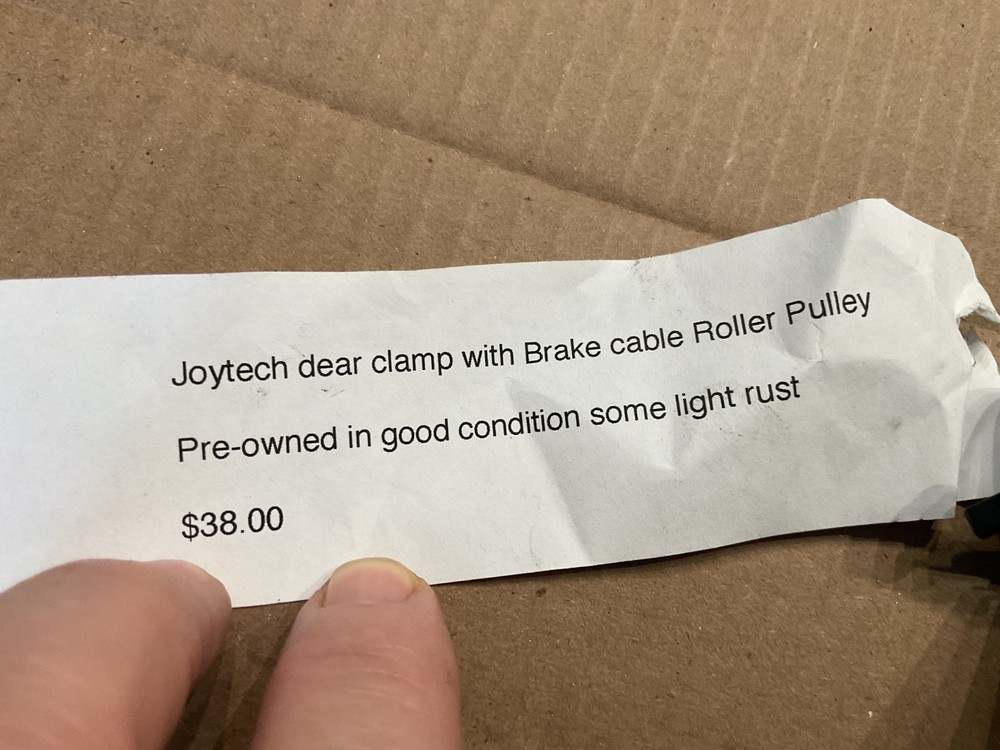 Joytech dear clamp with Brake cable Roller Pulley
Pre-owned in good condition some light rust
$38.00